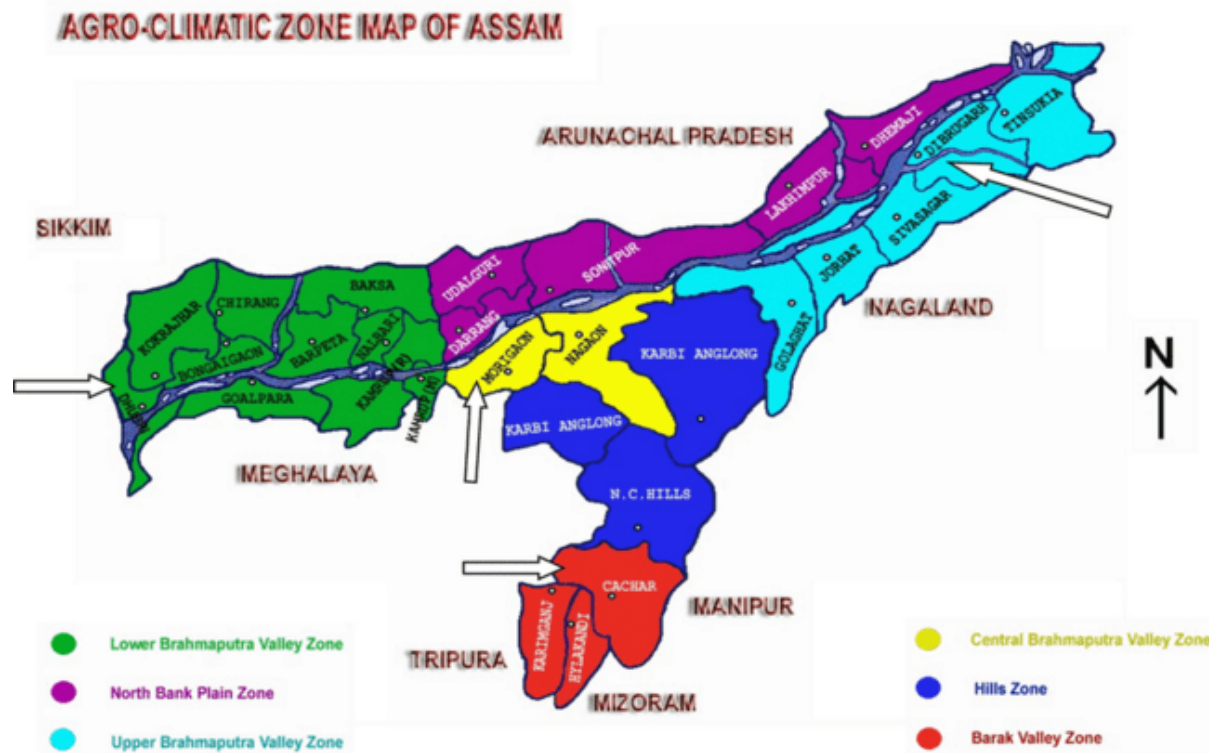 AGRO-CLIMATIC ZONE MAP OF ASSAM
ARUNACHAL PRADESH
DHEMAJI
DIBRUGARH
TINSUKIA
LAKHIMPUR
SIKKIM
SIVASAGAR
UDALGURI
SONITPUR
JORHAT
BAKSA
CHIRANG
KOKRAJHAR
NAGALAND
DARRANG
NALBARI
BARPETA
BONGAIGAON
MORIGAON
NAGAON
KARBI ANGLONG
GOLAGHAT
N
KAMRUP(R)
KAMRUP(M)
GOALPARA
KARBI ANGLONG
MEGHALAYA
N.C.HILLS
CACHAR
MANIPUR
KARIMGANJ
HYLAKANDI
TRIPURA
MIZORAM
Lower Brahmaputra Valley Zone
North Bank Plain Zone
Upper Brahmaputra Valley Zone
Central Brahmaputra Valley Zone
Hills Zone
Barak Valley Zone